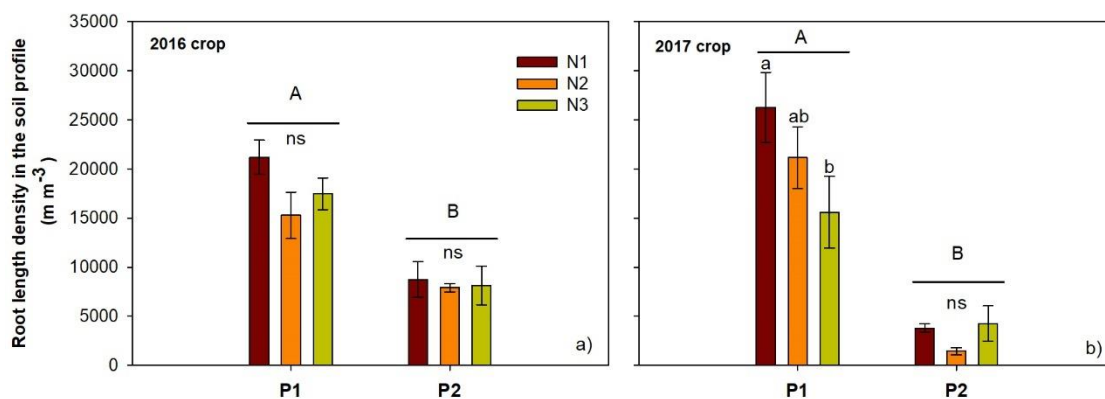 Root length density in the soil profile
(m m⁻³ )
35000
30000
25000
20000
15000
10000
5000
0
2016 crop
N1
N2
N3
A
ns
B
ns
a)
P1
P2
2017 crop
A
a
ab
b
B
ns
b)
P1
P2